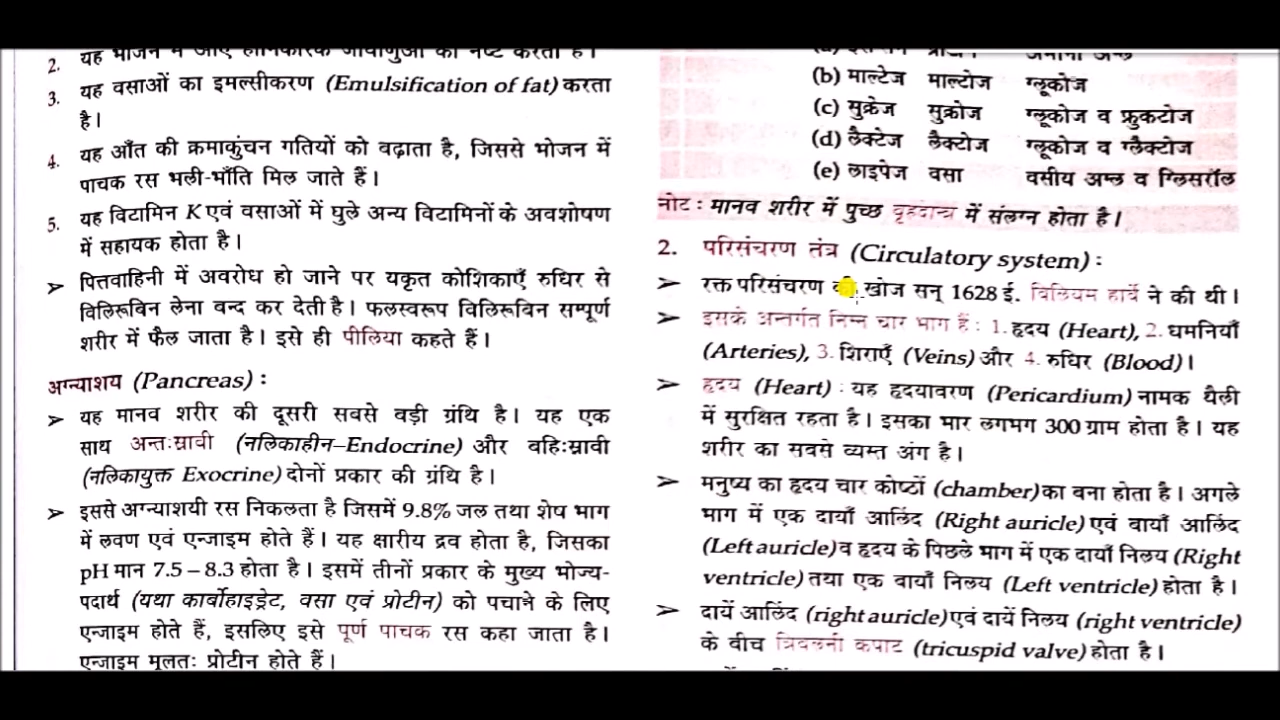 2. यह भोजन में आए हानिकारक जीवाणुओं को नष्ट करता है।
3. यह वसाओं का इमल्सीकरण (Emulsification of fat) करता
है।
4. यह आँत की क्रमाकुंचन गतियों को बढ़ाता है, जिससे भोजन में
पाचक रस भली-भाँति मिल जाते हैं।
5. यह विटामिन K एवं वसाओं में घुले अन्य विटामिनों के अवशोषण
में सहायक होता है।
➢ पित्तवाहिनी में अवरोध हो जाने पर यकृत कोशिकाएँ रुधिर से
विलिरूबिन लेना बन्द कर देती है। फलस्वरूप विलिरूबिन सम्पूर्ण
शरीर में फैल जाता है। इसे ही पीलिया कहते हैं।
अग्न्याशय (Pancreas) :
➢ यह मानव शरीर की दूसरी सबसे बड़ी ग्रंथि है। यह एक
साथ अन्तःस्रावी (नलिकाहीन–Endocrine) और वहिःस्रावी
(नलिकायुक्त Exocrine) दोनों प्रकार की ग्रंथि है।
➢ इससे अग्न्याशयी रस निकलता है जिसमें 9.8% जल तथा शेष भाग
में लवण एवं एन्जाइम होते हैं। यह क्षारीय द्रव होता है, जिसका
pH मान 7.5 – 8.3 होता है। इसमें तीनों प्रकार के मुख्य भोज्य-
पदार्थ (यथा कार्बोहाइड्रेट, वसा एवं प्रोटीन) को पचाने के लिए
एन्जाइम होते हैं, इसलिए इसे पूर्ण पाचक रस कहा जाता है।
एन्जाइम मूलतः प्रोटीन होते हैं।
(b) माल्टेज माल्टोज ग्लूकोज
(c) सुक्रेज सुक्रोज ग्लूकोज व फ्रुकटोज
(d) लैक्टेज लैक्टोज ग्लूकोज व ग्लैक्टोज
(e) लाइपेज वसा वसीय अम्ल व ग्लिसरॉल
नोट : मानव शरीर में पुच्छ वृहदान्त्र में संलग्न होता है।
2. परिसंचरण तंत्र (Circulatory system) :
➢ रक्त परिसंचरण की खोज सन् 1628 ई. विलियम हार्वे ने की थी।
➢ इसके अन्तर्गत निम्न चार भाग हैं : 1. हृदय (Heart), 2. धमनियाँ
(Arteries), 3. शिराएँ (Veins) और 4. रुधिर (Blood)।
➢ हृदय (Heart) : यह हृदयावरण (Pericardium) नामक थैली
में सुरक्षित रहता है। इसका भार लगभग 300 ग्राम होता है। यह
शरीर का सबसे व्यस्त अंग है।
➢ मनुष्य का हृदय चार कोष्ठों (chamber) का बना होता है। अगले
भाग में एक दायाँ आलिंद (Right auricle) एवं वायाँ आलिंद
(Left auricle) व हृदय के पिछले भाग में एक दायाँ निलय (Right
ventricle) तथा एक वायाँ निलय (Left ventricle) होता है।
➢ दायें आलिंद (right auricle) एवं दायें निलय (right ventricle)
के वीच त्रिवलनी कपाट (tricuspid valve) होता है।